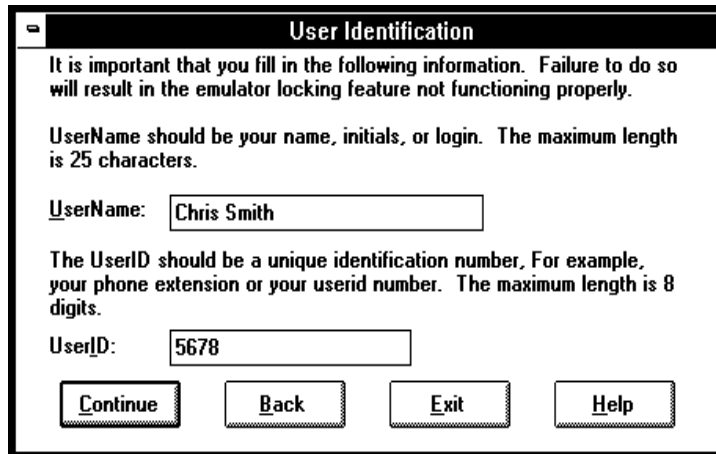 User Identification
It is important that you fill in the following information.  Failure to do so
will result in the emulator locking feature not functioning properly.
UserName should be your name, initials, or login.  The maximum length
is 25 characters.
UserName: Chris Smith
The UserID should be a unique identification number, For example,
your phone extension or your userid number.  The maximum length is 8
digits.
UserID: 5678
Continue Back Exit Help